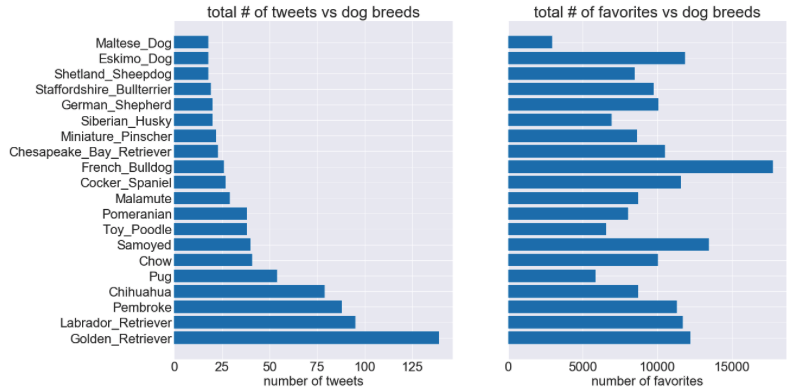 total # of tweets vs dog breeds
total # of favorites vs dog breeds
Maltese_Dog
Eskimo_Dog
Shetland_Sheepdog
Staffordshire_Bullterrier
German_Shepherd
Siberian_Husky
Miniature_Pinscher
Chesapeake_Bay_Retriever
French_Bulldog
Cocker_Spaniel
Malamute
Pomeranian
Toy_Poodle
Samoyed
Chow
Pug
Chihuahua
Pembroke
Labrador_Retriever
Golden_Retriever
0 25 50 75 100 125
number of tweets
0 5000 10000 15000
number of favorites